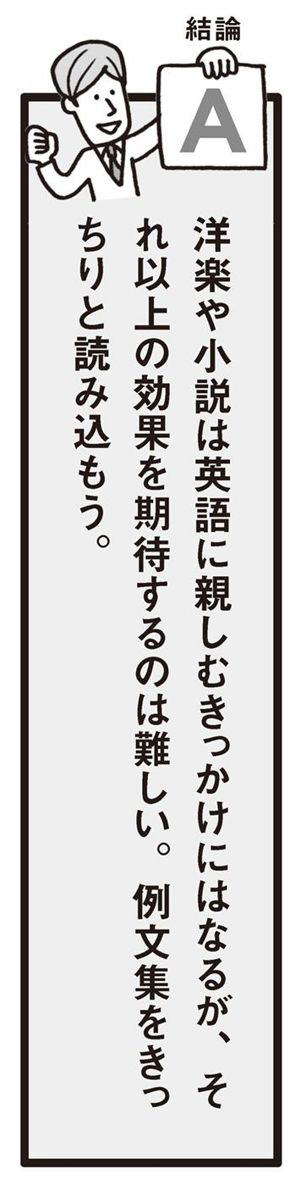 結論
A
洋楽や小説は英語に親しむきっかけにはなるが、そ
れ以上の効果を期待するのは難しい。例文集をきっ
ちりと読み込もう。